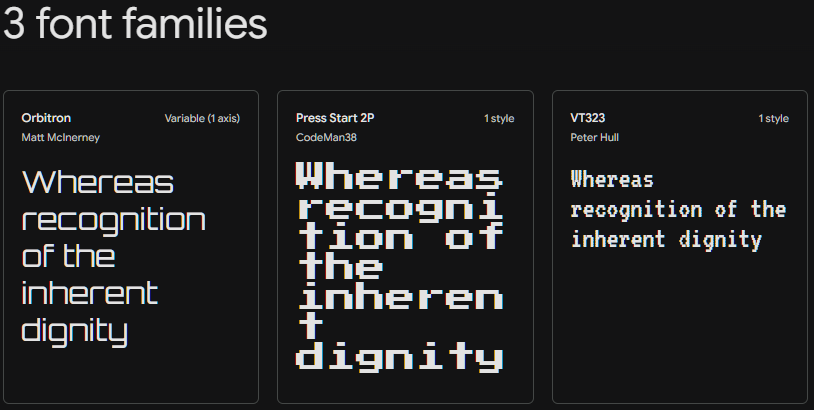 3 font families
Orbitron
Variable (1 axis)
Matt McInerney
Whereas
recognition
of the
inherent
dignity
Press Start 2P
1 style
CodeMan38
Whereas
recogni
tion of
the
inheren
t
dignity
VT323
1 style
Peter Hull
Whereas
recognition of the
inherent dignity